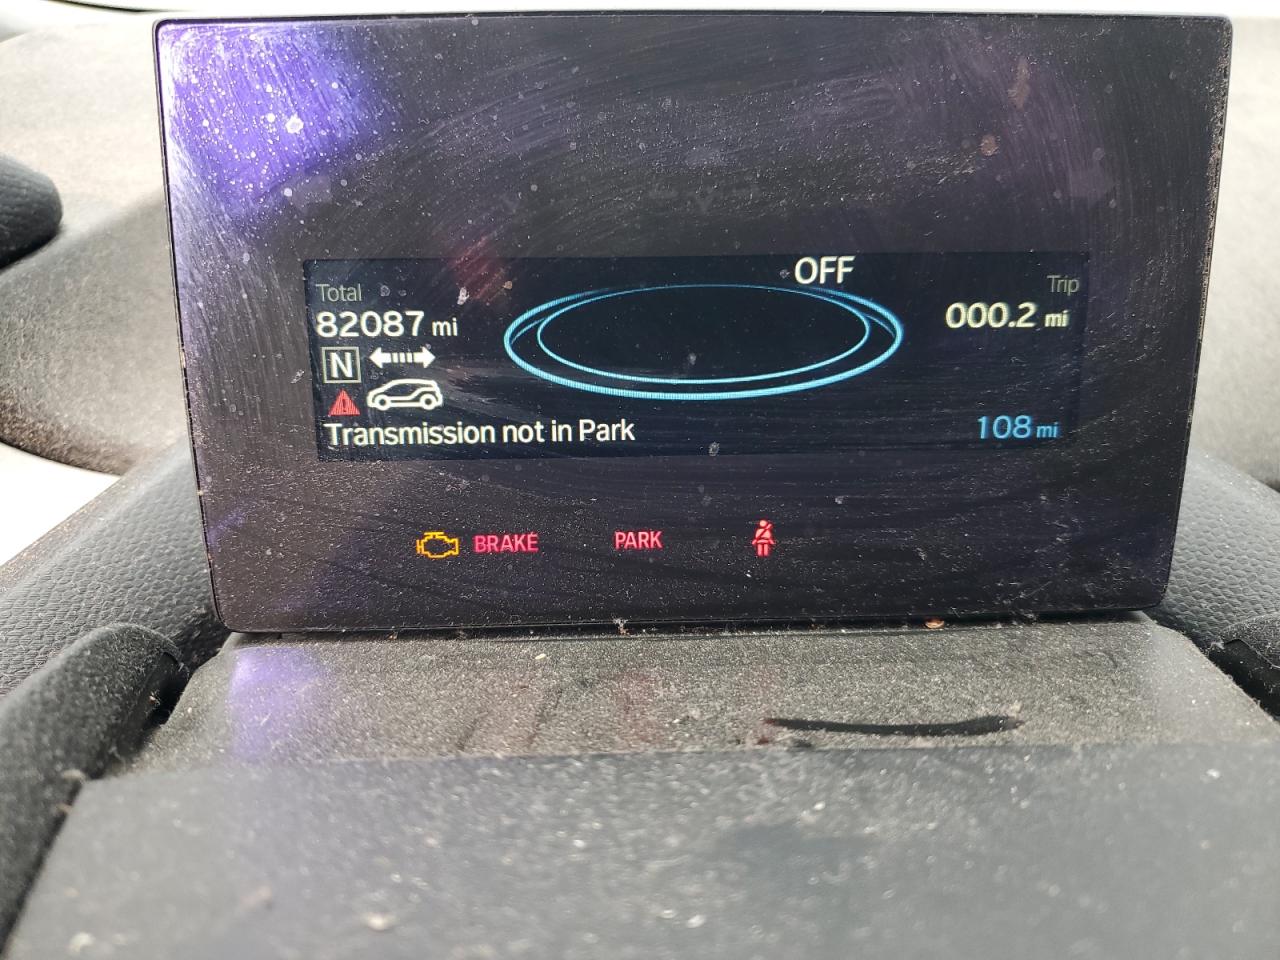 OFF
Total
82087 mi
Trip
000.2 mi
N
Transmission not in Park
108 mi
BRAKE
PARK